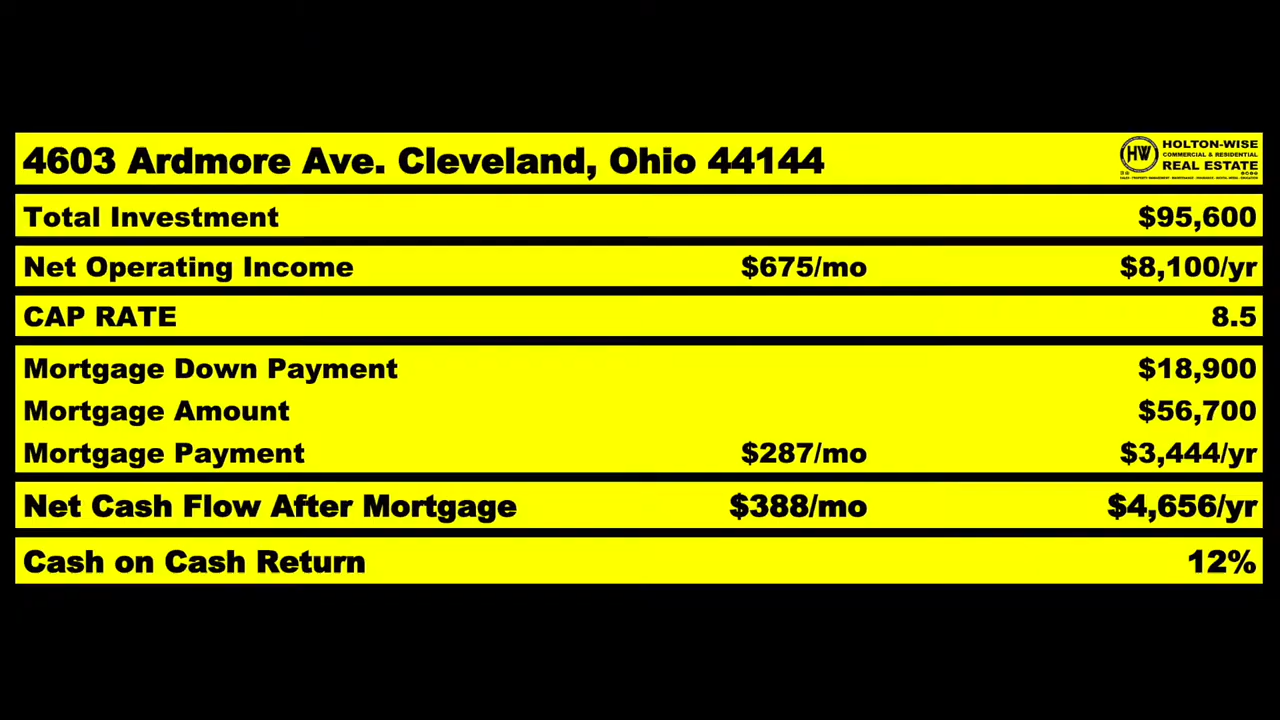 4603 Ardmore Ave. Cleveland, Ohio 44144
HW HOLTON-WISE
COMMERCIAL & RESIDENTIAL
REAL ESTATE
Total Investment $95,600
Net Operating Income $675/mo $8,100/yr
CAP RATE 8.5
Mortgage Down Payment $18,900
Mortgage Amount $56,700
Mortgage Payment $287/mo $3,444/yr
Net Cash Flow After Mortgage $388/mo $4,656/yr
Cash on Cash Return 12%